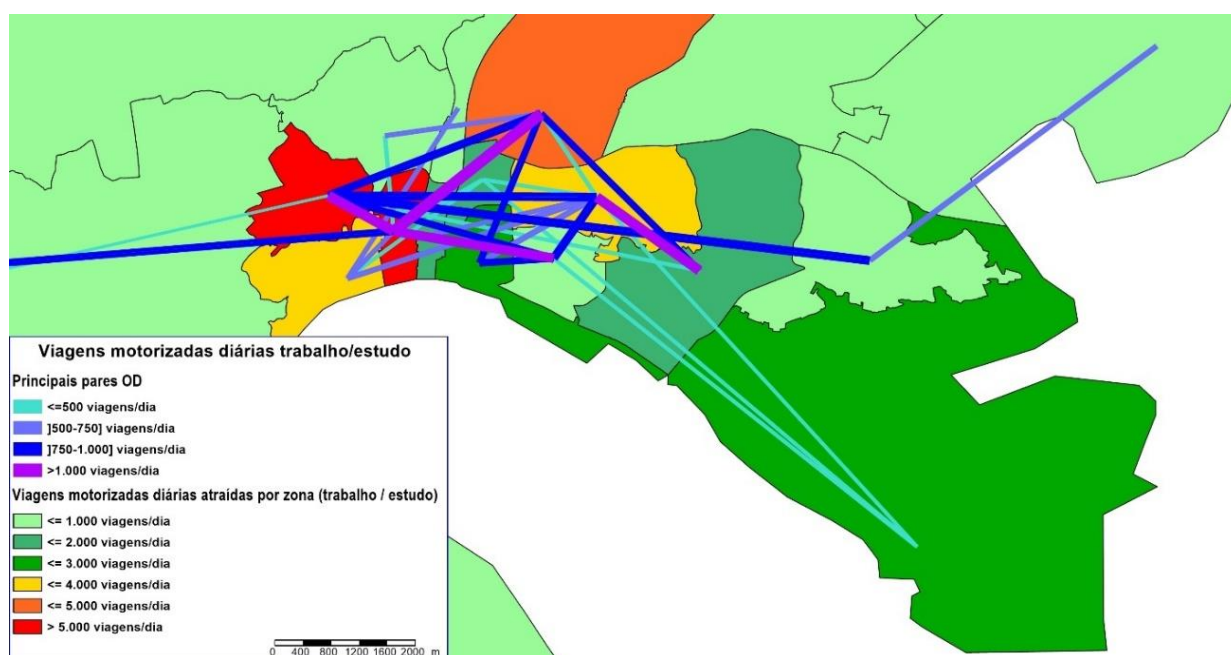 Viagens motorizadas diárias trabalho/estudo
Principais pares OD
<=500 viagens/dia
]500-750] viagens/dia
]750-1.000] viagens/dia
>1.000 viagens/dia
Viagens motorizadas diárias atraídas por zona (trabalho / estudo)
<= 1.000 viagens/dia
<= 2.000 viagens/dia
<= 3.000 viagens/dia
<= 4.000 viagens/dia
<= 5.000 viagens/dia
> 5.000 viagens/dia
0 400 800 1200 1600 2000 m